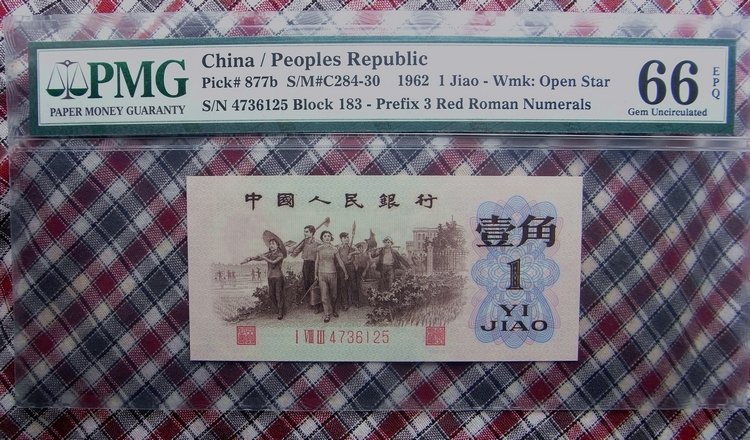 PMG
PAPER MONEY GUARANTY
China / Peoples Republic
Pick# 877b S/M#C284-30 1962 1 Jiao - Wmk: Open Star
S/N 4736125 Block 183 - Prefix 3 Red Roman Numerals
66 EPQ
Gem Uncirculated
中國人民銀行
壹角
1
YI
JIAO
I VIII III 4736125